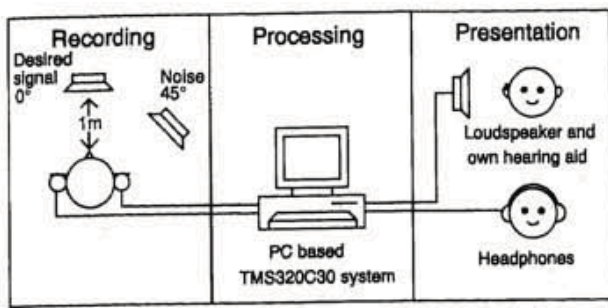 Recording
Desired
signal
0°
Noise
45°
1m
Processing
PC based
TMS320C30 system
Presentation
Loudspeaker and
own hearing aid
Headphones